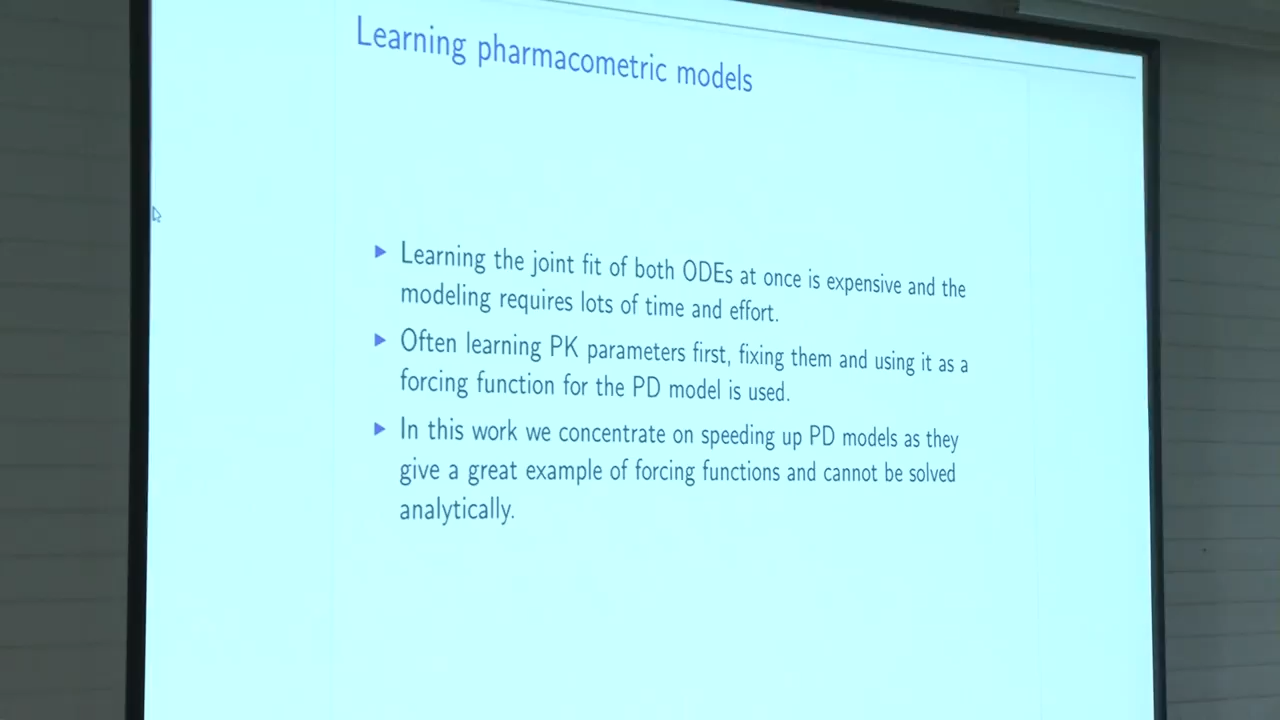 Learning pharmacometric models
Learning the joint fit of both ODEs at once is expensive and the
modeling requires lots of time and effort.
Often learning PK parameters first, fixing them and using it as a
forcing function for the PD model is used.
In this work we concentrate on speeding up PD models as they
give a great example of forcing functions and cannot be solved
analytically.